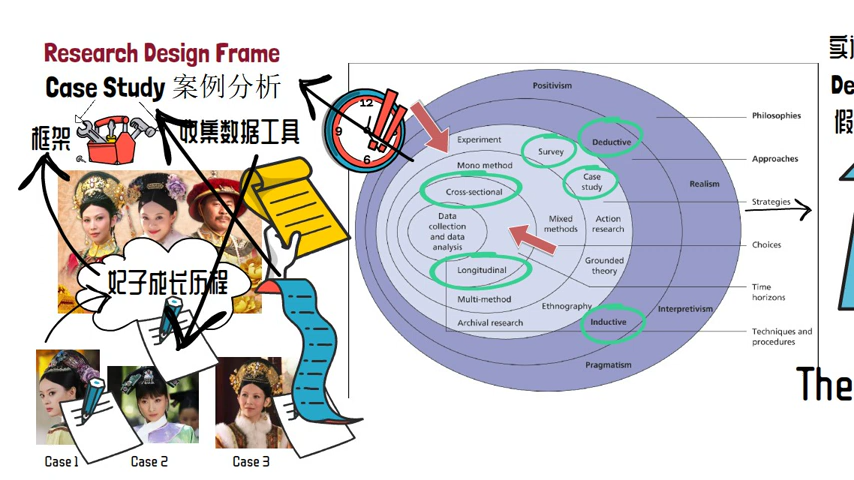 Research Design Frame
Case Study 案例分析
框架
收集数据工具
妃子成长历程
Case 1
Case 2
Case 3
12
9
6
Positivism
Experiment
Survey
Deductive
Mono method
Cross-sectional
Case
study
Realism
Data
collection
and data
analysis
Mixed
methods
Action
research
Longitudinal
Grounded
theory
Multi-method
Ethnography
Interpretivism
Archival research
Inductive
Pragmatism
Philosophies
Approaches
Strategies
Choices
Time
horizons
Techniques and
procedures
De
假
The